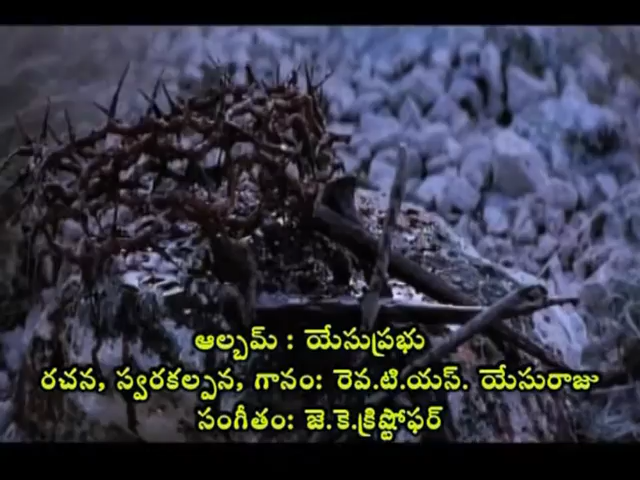 ఆల్బమ్ : యేసుప్రభు
రచన, స్వరకల్పన, గానం: రెవ.టి.యస్. యేసురాజు
సంగీతం: జె.కె.క్రిష్టోఫర్